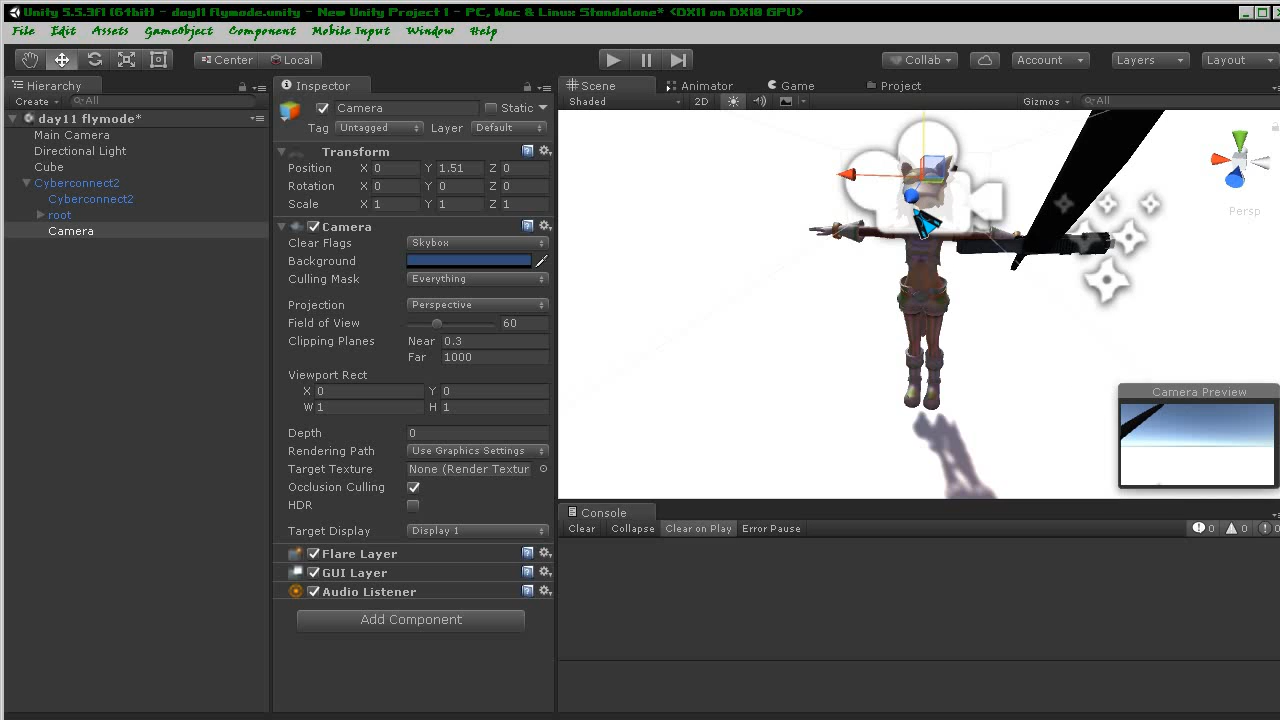 Unity 5.5.3f1 (64bit) - day11 flymode.unity - New Unity Project 1 - PC, Mac & Linux Standalone* <DX11 on DX10 GPU>
File Edit Assets GameObject Component Mobile Input Window Help
Center Local Collab Account Layers Layout
Hierarchy
Create All
day11 flymode*
Main Camera
Directional Light
Cube
Cyberconnect2
Cyberconnect2
root
Camera
Inspector
Camera Static
Tag Untagged Layer Default
Transform
Position X 0 Y 1.51 Z 0
Rotation X 0 Y 0 Z 0
Scale X 1 Y 1 Z 1
Camera
Clear Flags Skybox
Background
Culling Mask Everything
Projection Perspective
Field of View 60
Clipping Planes Near 0.3
Far 1000
Viewport Rect
X 0 Y 0
W 1 H 1
Depth 0
Rendering Path Use Graphics Settings
Target Texture None (Render Textur
Occlusion Culling
HDR
Target Display Display 1
Flare Layer
GUI Layer
Audio Listener
Add Component
Scene Animator Game Project
Shaded 2D Gizmos All
Persp
Camera Preview
Console
Clear Collapse Clear on Play Error Pause 0 0 0